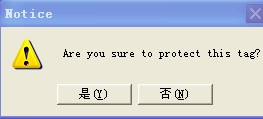 Notice
Are you sure to protect this tag?
是(Y)
否(N)